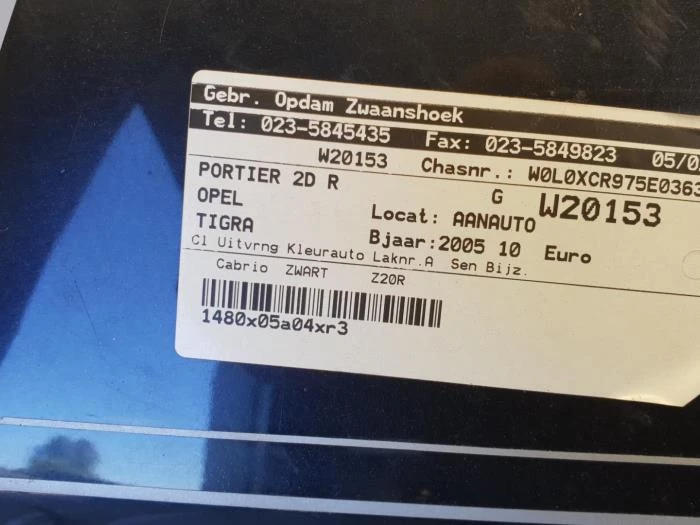 Gebr. Opdam Zwaanshoek
Tel: 023-5845435 Fax: 023-5849823 05/0
W20153 Chasnr.: W0L0XCR975E0363
PORTIER 2D R G W20153
OPEL Locat: AANAUTO
TIGRA Bjaar:2005 10 Euro
Cl Uitvrng Kleurauto Laknr.A Sen Bijz.
Cabrio ZWART Z20R
1480x05a04xr3